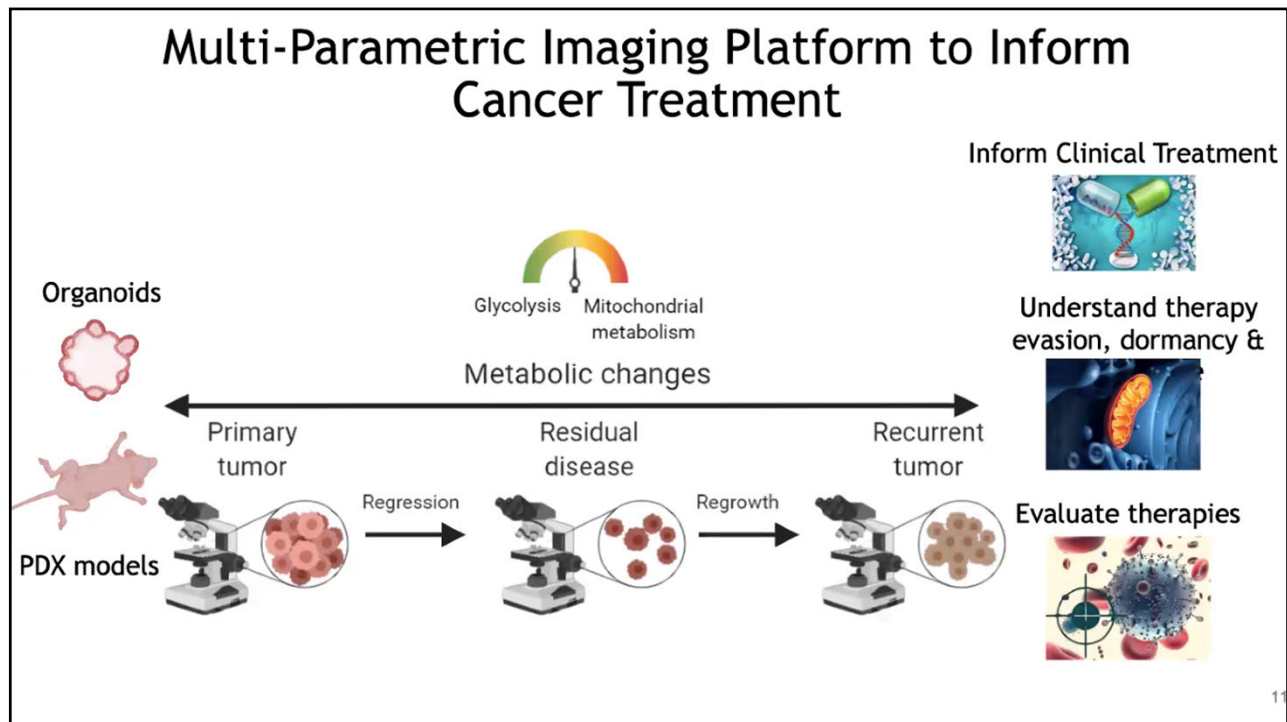 Multi-Parametric Imaging Platform to Inform
Cancer Treatment
Inform Clinical Treatment
Organoids
Glycolysis
Mitochondrial
metabolism
Understand therapy
evasion, dormancy &
Metabolic changes
Primary
tumor
Residual
disease
Recurrent
tumor
Regression
Regrowth
PDX models
Evaluate therapies
11